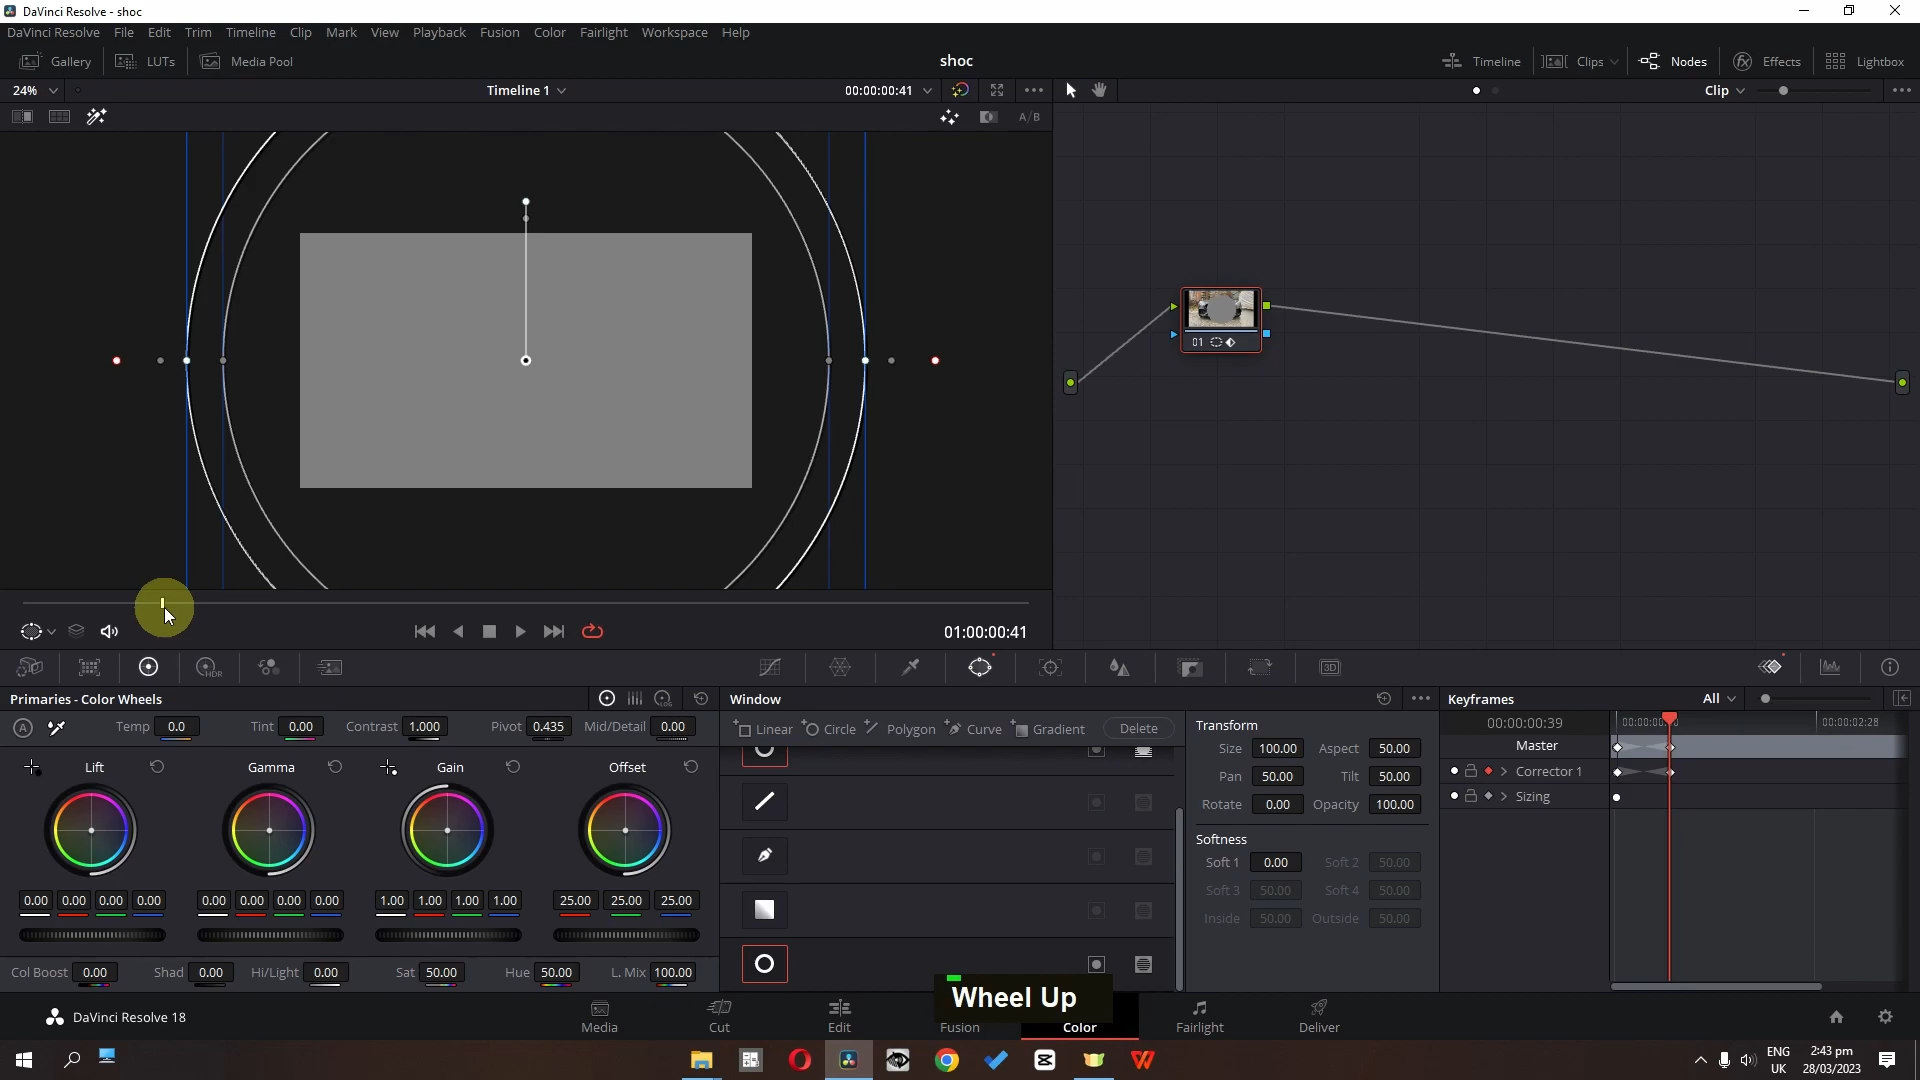 DaVinci Resolve - shoc
DaVinci Resolve File Edit Trim Timeline Clip Mark View Playback Fusion Color Fairlight Workspace Help
Gallery LUTs Media Pool shoc Timeline Clips Nodes Effects Lightbox
24% Timeline 1 00:00:00:41 Clip
A/B
01
01:00:00:41
HDR 3D
Primaries - Color Wheels LOG Window Keyframes All
A Temp 0.0 Tint 0.00 Contrast 1.000 Pivot 0.435 Mid/Detail 0.00 Linear Circle Polygon Curve Gradient Delete Transform 00:00:00:39 00:00:02:28
Size 100.00 Aspect 50.00 Master
Lift Gamma Gain Offset Pan 50.00 Tilt 50.00 Corrector 1
Rotate 0.00 Opacity 100.00 Sizing
Softness
Soft 1 0.00 Soft 2 50.00
Soft 3 50.00 Soft 4 50.00
0.00 0.00 0.00 0.00 0.00 0.00 0.00 0.00 1.00 1.00 1.00 1.00 25.00 25.00 25.00 Inside 50.00 Outside 50.00
Col Boost 0.00 Shad 0.00 Hi/Light 0.00 Sat 50.00 Hue 50.00 L. Mix 100.00
Wheel Up
DaVinci Resolve 18 Media Cut Edit Fusion Color Fairlight Deliver
ENG 2:43 pm
UK 28/03/2023